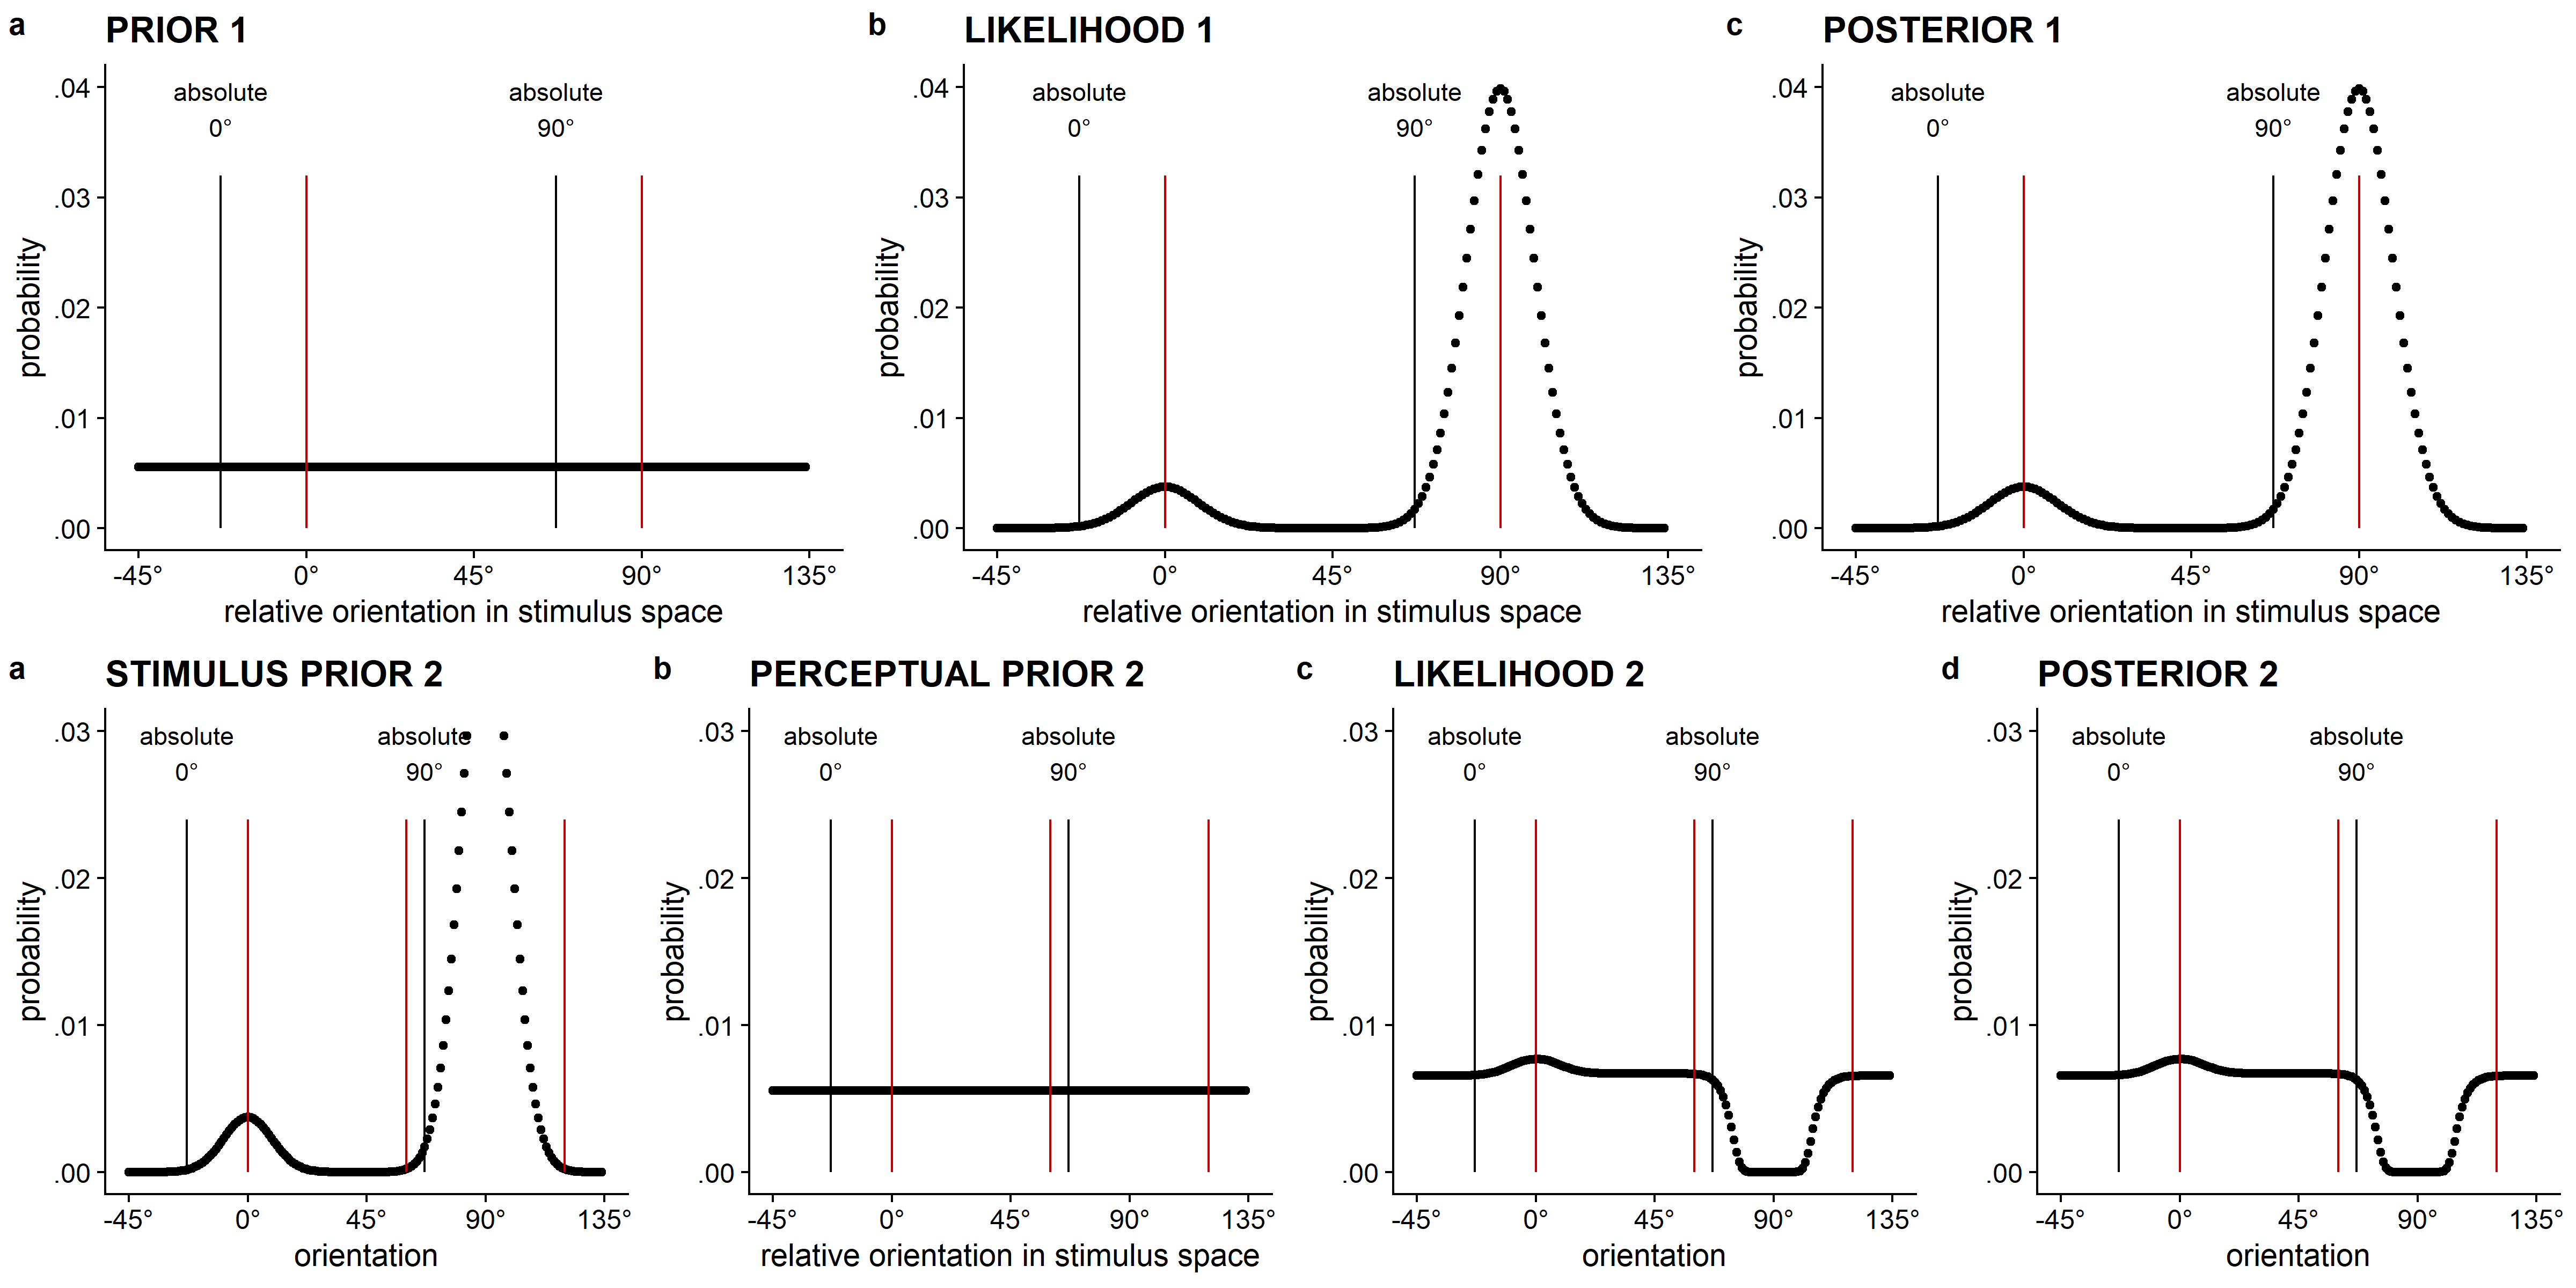 a PRIOR 1
.04
.03
.02
.01
.00
probability
absolute
0°
absolute
90°
-45° 0° 45° 90° 135°
relative orientation in stimulus space
b LIKELIHOOD 1
.04
.03
.02
.01
.00
probability
absolute
0°
absolute
90°
-45° 0° 45° 90° 135°
relative orientation in stimulus space
c POSTERIOR 1
.04
.03
.02
.01
.00
probability
absolute
0°
absolute
90°
-45° 0° 45° 90° 135°
relative orientation in stimulus space
a STIMULUS PRIOR 2
.03
.02
.01
.00
probability
absolute
0°
absolute
90°
-45° 0° 45° 90° 135°
orientation
b PERCEPTUAL PRIOR 2
.03
.02
.01
.00
probability
absolute
0°
absolute
90°
-45° 0° 45° 90° 135°
relative orientation in stimulus space
c LIKELIHOOD 2
.03
.02
.01
.00
probability
absolute
0°
absolute
90°
-45° 0° 45° 90° 135°
orientation
d POSTERIOR 2
.03
.02
.01
.00
probability
absolute
0°
absolute
90°
-45° 0° 45° 90° 135°
orientation